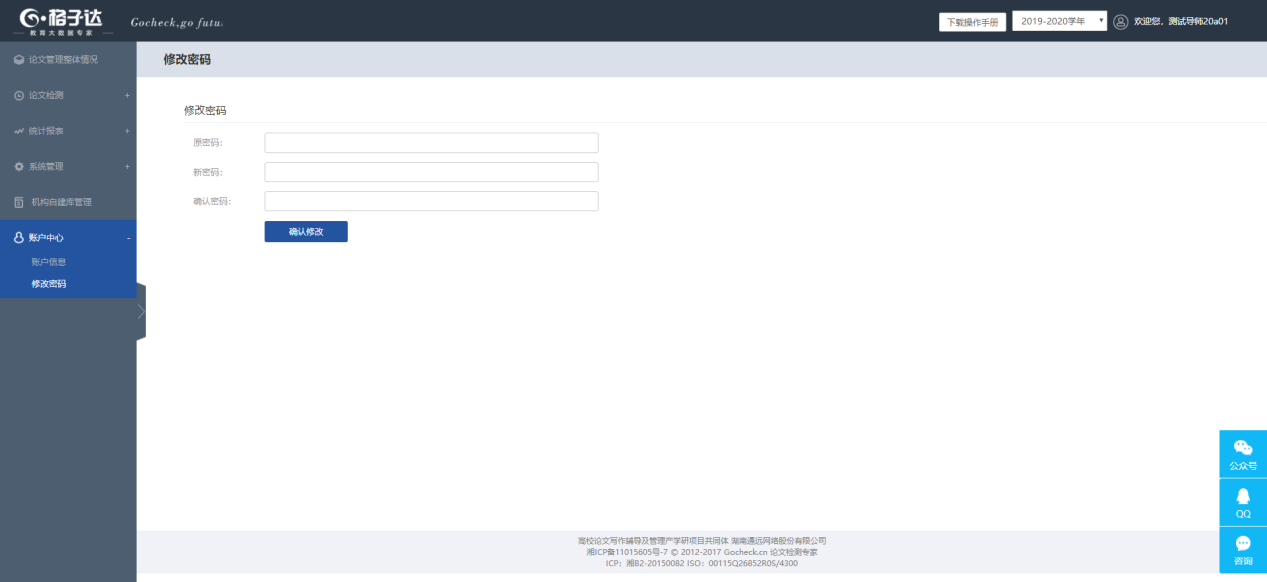 格子达
教育大数据专家
Gocheck,go futu.
下载操作手册
2019-2020学年
欢迎您，测试导师20a01
论文管理整体情况
论文检测 +
统计报表 +
系统管理 +
机构自建库管理
账户中心 -
账户信息
修改密码
修改密码
修改密码
原密码:
新密码:
确认密码:
确认修改
公众号
QQ
咨询
高校论文写作辅导及管理产学研项目共同体 湖南通远网络股份有限公司
湘ICP备11015605号-7 © 2012-2017 Gocheck.cn 论文检测专家
ICP：湘B2-20150082 ISO：00115Q26852R0S/4300